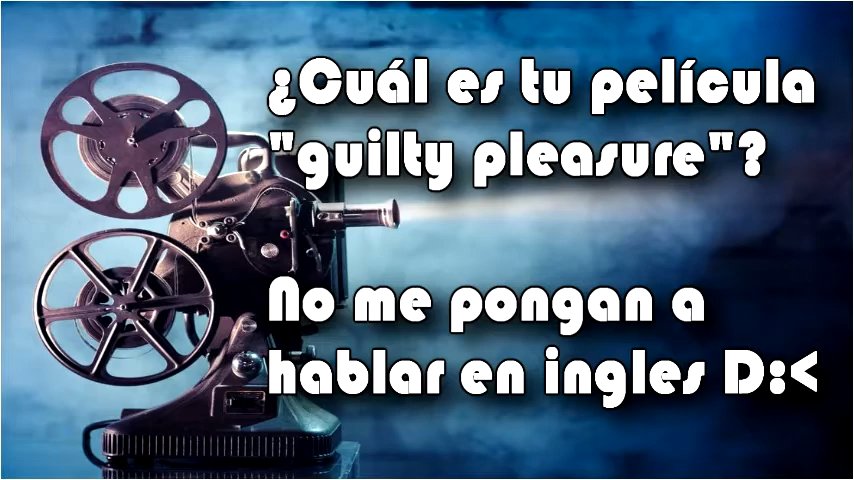 ¿Cuál es tu película
"guilty pleasure"?
No me pongan a
hablar en ingles D:<